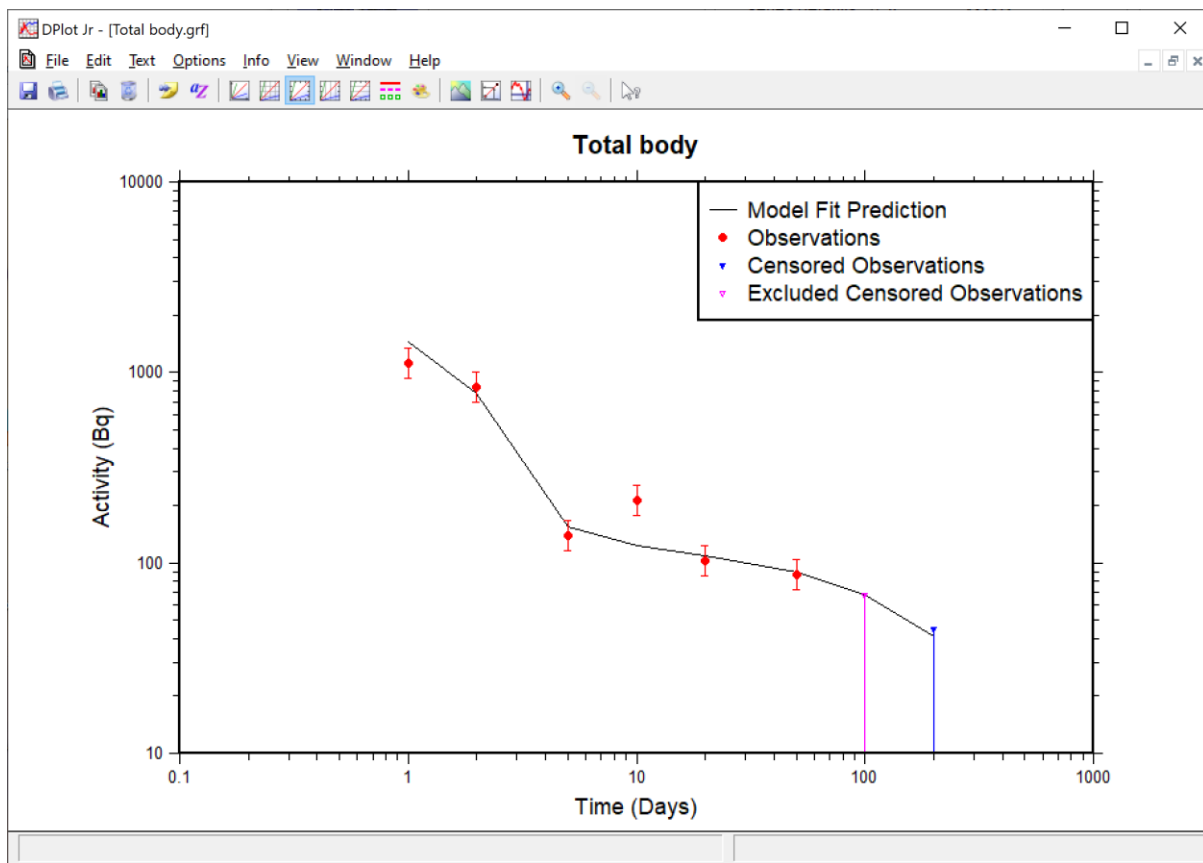 DPlot Jr - [Total body.grf]
File Edit Text Options Info View Window Help
Total body
10000
1000
100
10
Activity (Bq)
Model Fit Prediction
Observations
Censored Observations
Excluded Censored Observations
0.1 1 10 100 1000
Time (Days)